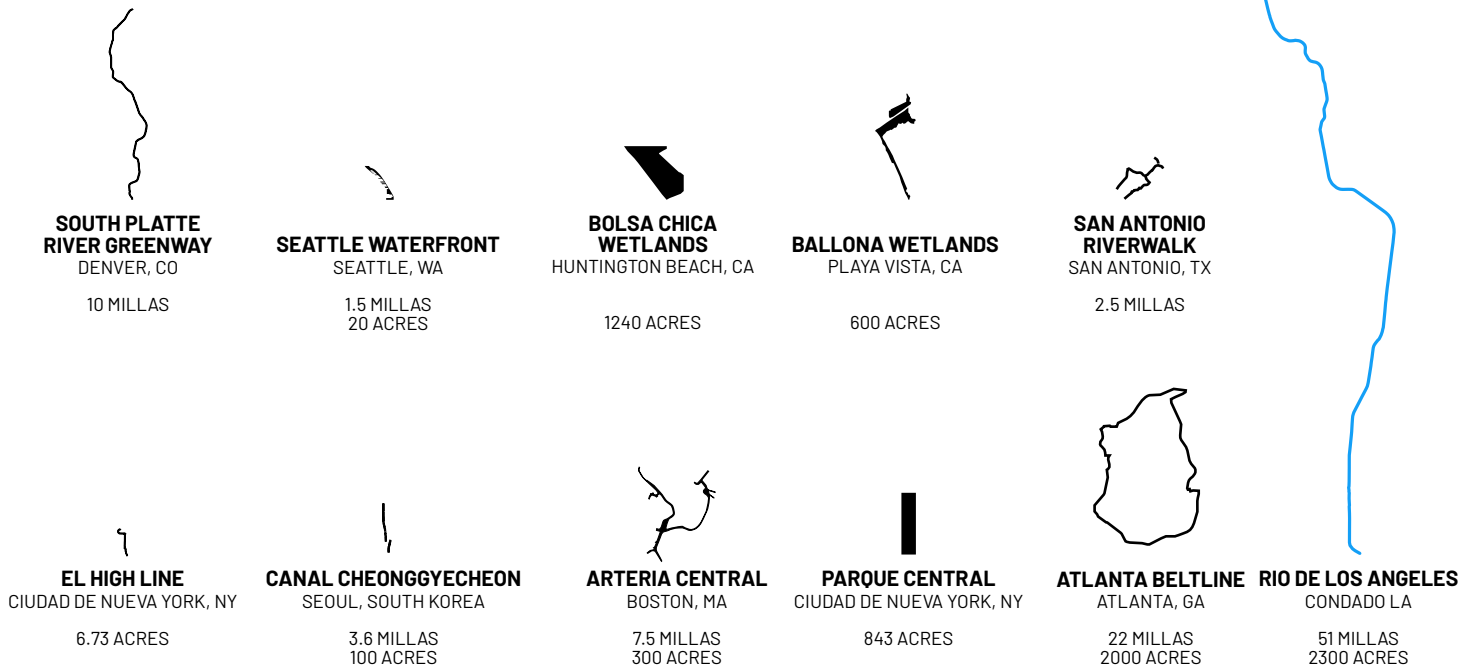 SOUTH PLATTE
RIVER GREENWAY
DENVER, CO
10 MILLAS
SEATTLE WATERFRONT
SEATTLE, WA
1.5 MILLAS
20 ACRES
BOLSA CHICA
WETLANDS
HUNTINGTON BEACH, CA
1240 ACRES
BALLONA WETLANDS
PLAYA VISTA, CA
600 ACRES
SAN ANTONIO
RIVERWALK
SAN ANTONIO, TX
2.5 MILLAS
EL HIGH LINE
CIUDAD DE NUEVA YORK, NY
6.73 ACRES
CANAL CHEONGGYECHEON
SEOUL, SOUTH KOREA
3.6 MILLAS
100 ACRES
ARTERIA CENTRAL
BOSTON, MA
7.5 MILLAS
300 ACRES
PARQUE CENTRAL
CIUDAD DE NUEVA YORK, NY
843 ACRES
ATLANTA BELTLINE
ATLANTA, GA
22 MILLAS
2000 ACRES
RIO DE LOS ANGELES
CONDADO LA
51 MILLAS
2300 ACRES